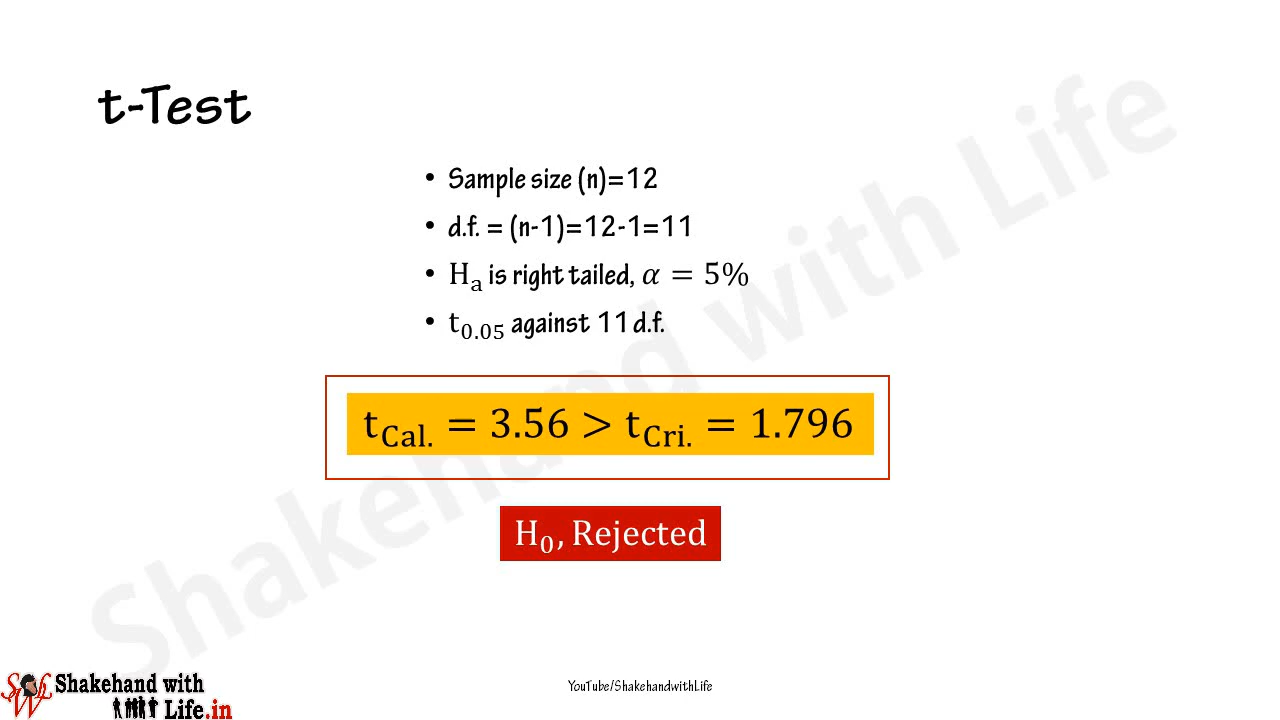 t-Test
• Sample size (n)=12
• d.f. = (n-1)=12-1=11
• Hₐ is right tailed, α = 5%
• t₀.₀₅ against 11 d.f.
t_Cal. = 3.56 > t_Cri. = 1.796
H₀, Rejected
Shakehand with Life
SWL Shakehand with
Life.in
YouTube/ShakehandwithLife